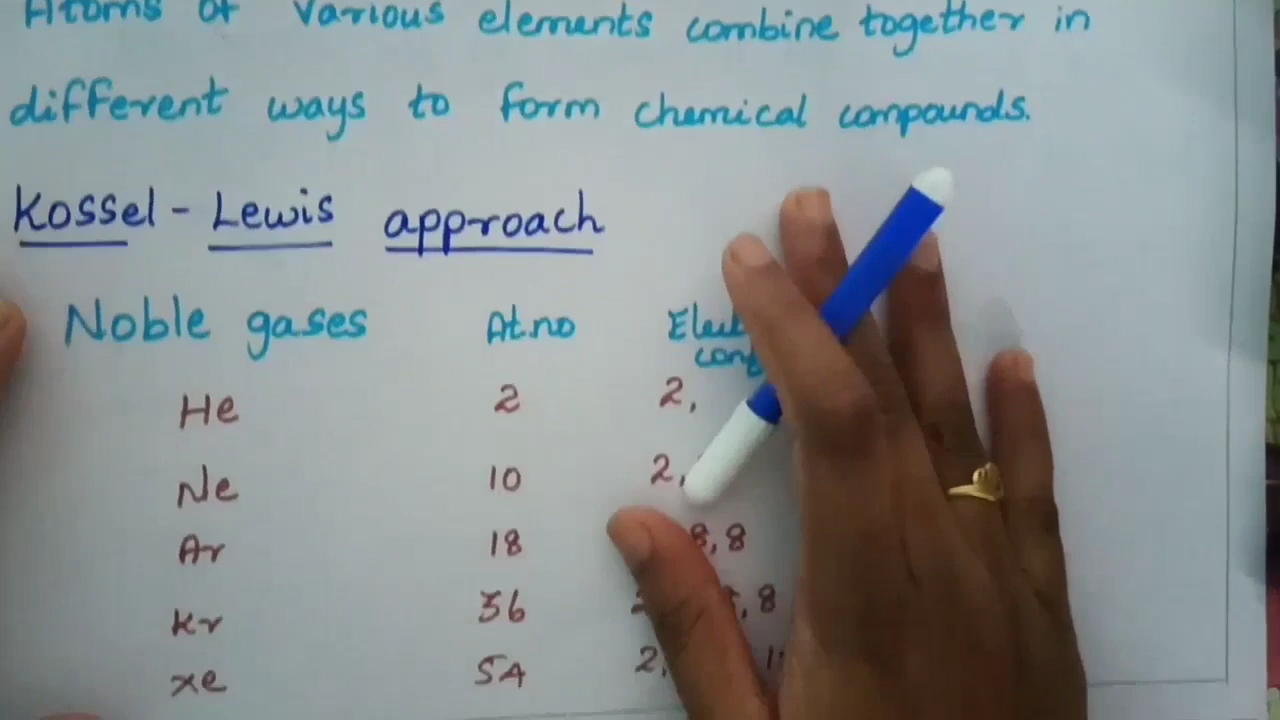 Atoms of various elements combine together in
different ways to form chemical compounds.
Kossel - Lewis approach
Noble gases At.no
He 2 2,
Ne 10 2,
Ar 18 8,8
Kr 36 ,8
xe 54 2,